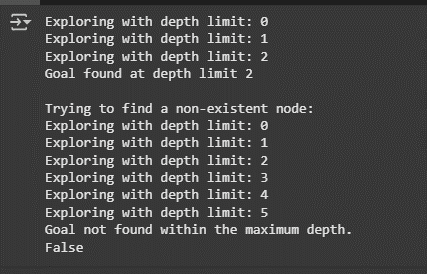 Exploring with depth limit: 0
Exploring with depth limit: 1
Exploring with depth limit: 2
Goal found at depth limit 2

Trying to find a non-existent node:
Exploring with depth limit: 0
Exploring with depth limit: 1
Exploring with depth limit: 2
Exploring with depth limit: 3
Exploring with depth limit: 4
Exploring with depth limit: 5
Goal not found within the maximum depth.
False